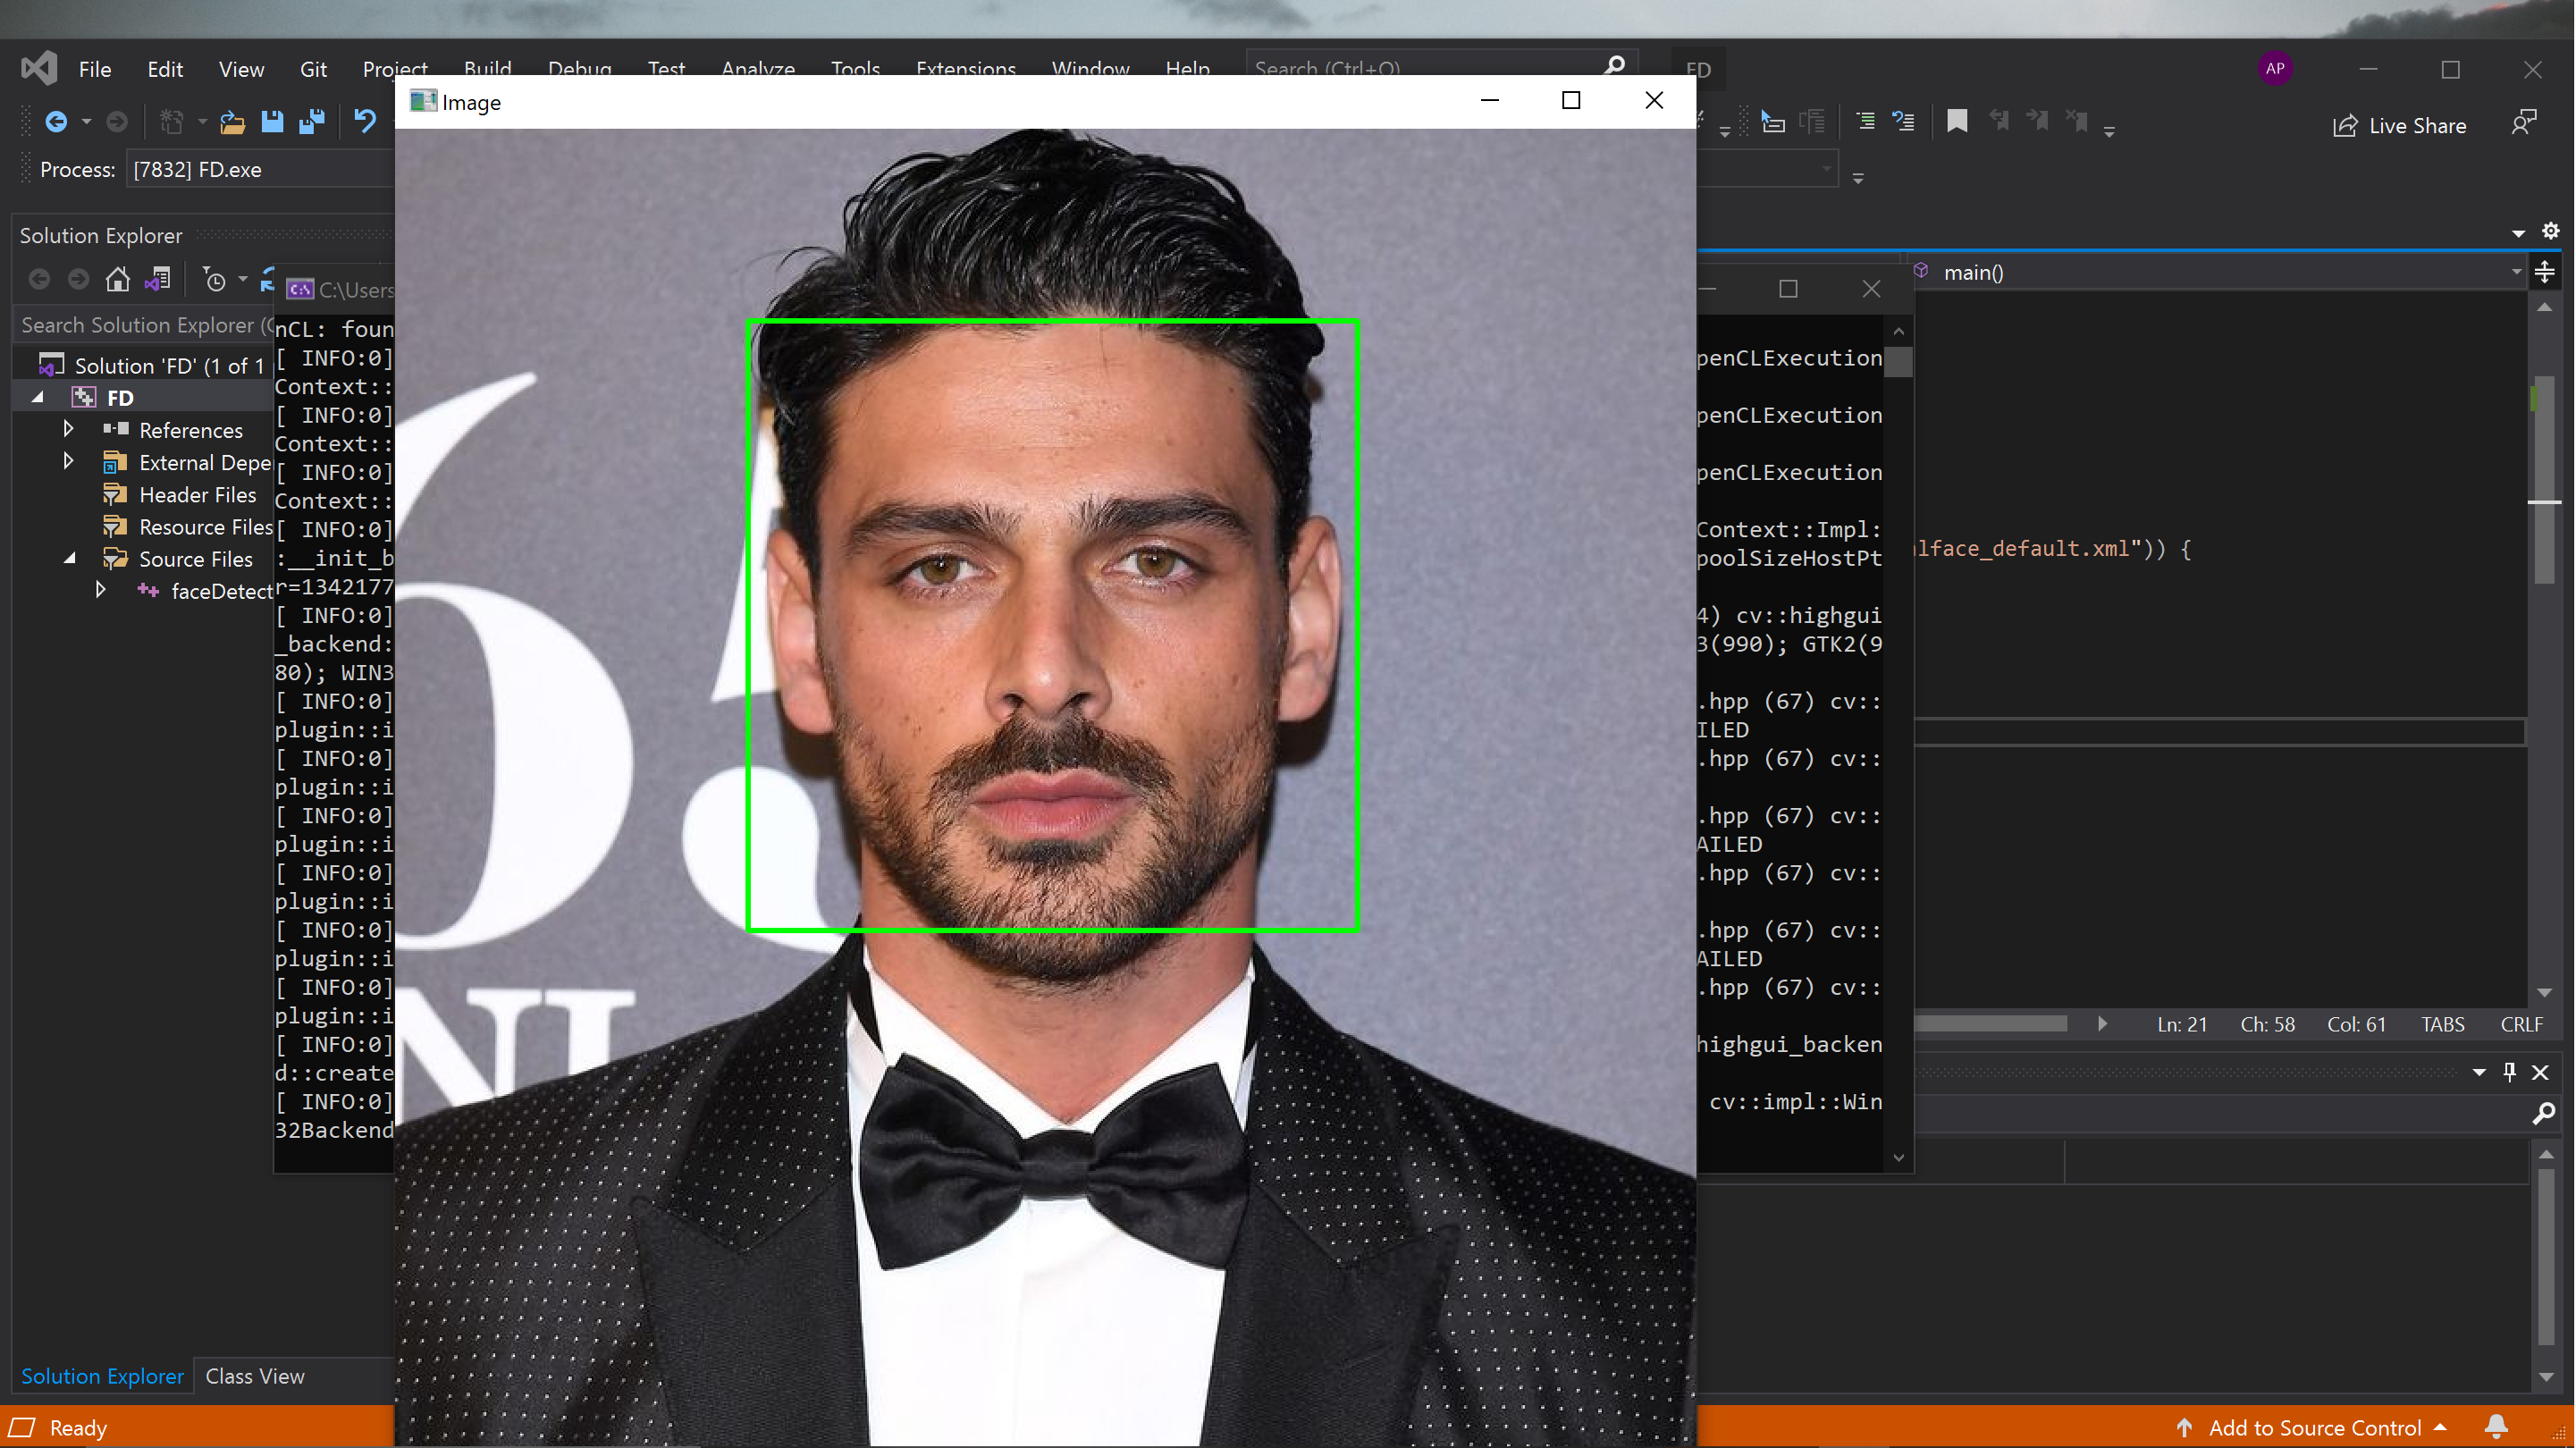 File Edit View Git Project Build Debug Test Analyze Tools Extensions Window Help Search (Ctrl+Q) FD AP
Image
Live Share
Process: [7832] FD.exe
Solution Explorer
main()
C:\Users
Search Solution Explorer (C
Solution 'FD' (1 of 1
FD
References
External Depe
Header Files
Resource Files
Source Files
faceDetect
nCL: foun
[ INFO:0]
Context::
[ INFO:0]
Context::
[ INFO:0]
Context::
[ INFO:0]
:__init_b
r=1342177
[ INFO:0]
_backend:
80); WIN3
[ INFO:0]
plugin::i
[ INFO:0]
plugin::i
[ INFO:0]
plugin::i
[ INFO:0]
plugin::i
[ INFO:0]
plugin::i
[ INFO:0]
plugin::i
[ INFO:0]
d::create
[ INFO:0]
32Backend
65
NI
penCLExecution
penCLExecution
penCLExecution
Context::Impl:
poolSizeHostPt
4) cv::highgui
3(990); GTK2(9
.hpp (67) cv::
ILED
.hpp (67) cv::
.hpp (67) cv::
AILED
.hpp (67) cv::
.hpp (67) cv::
AILED
.hpp (67) cv::
highgui_backen
cv::impl::Win
lface_default.xml")) {
Ln: 21 Ch: 58 Col: 61 TABS CRLF
Solution Explorer Class View
Ready
Add to Source Control